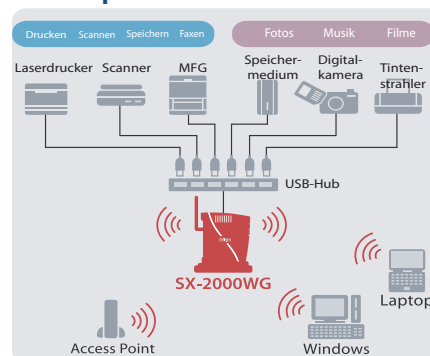 Drucken Scannen Speichern Faxen
Fotos Musik Filme
Laserdrucker Scanner MFG
Speicher-
medium
Digital-
kamera
Tinten-
strahler
USB-Hub
SX-2000WG
Laptop
Access Point
Windows